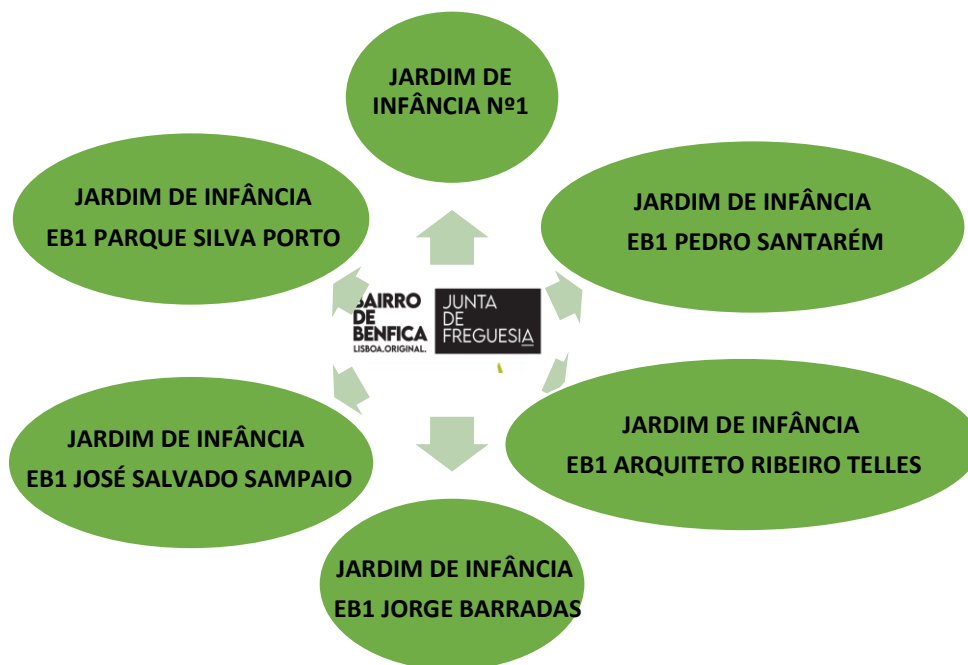 JARDIM DE
INFÂNCIA Nº1
JARDIM DE INFÂNCIA
EB1 PARQUE SILVA PORTO
JARDIM DE INFÂNCIA
EB1 PEDRO SANTARÉM
BAIRRO
DE
BENFICA
LISBOA.ORIGINAL.
JUNTA
DE
FREGUESIA
JARDIM DE INFÂNCIA
EB1 JOSÉ SALVADO SAMPAIO
JARDIM DE INFÂNCIA
EB1 ARQUITETO RIBEIRO TELLES
JARDIM DE INFÂNCIA
EB1 JORGE BARRADAS